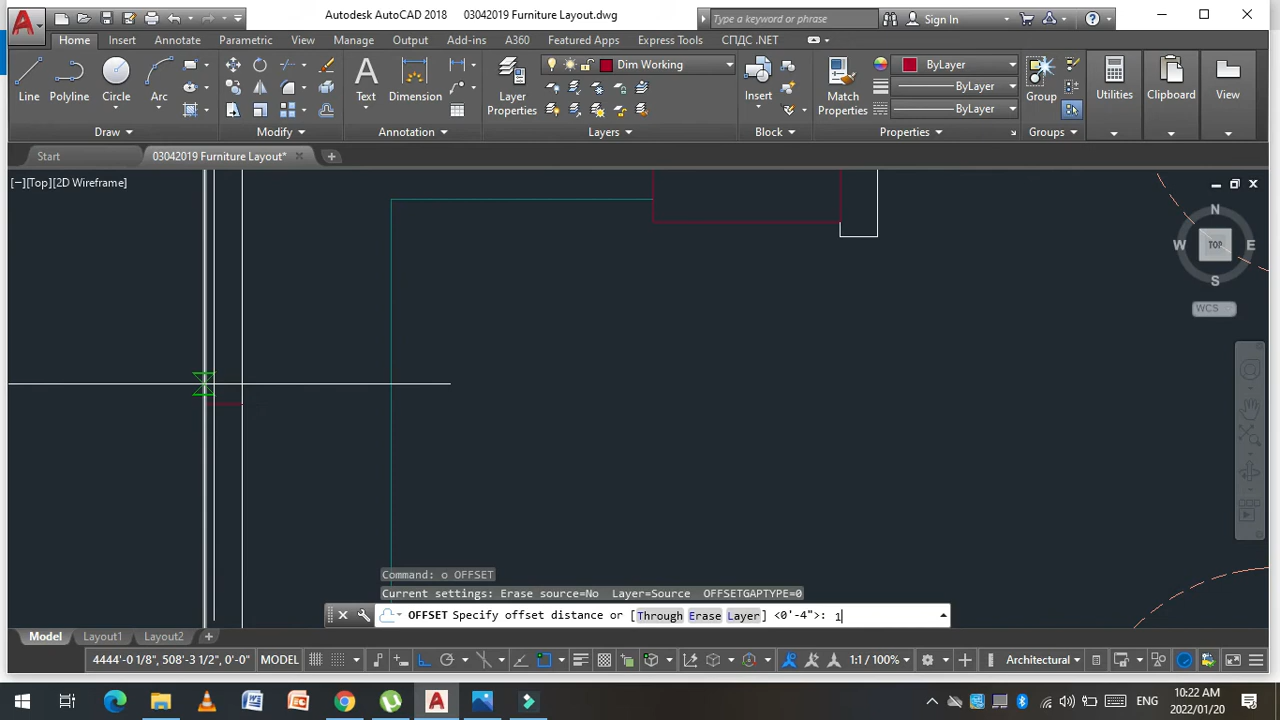 Autodesk AutoCAD 2018 03042019 Furniture Layout.dwg
Type a keyword or phrase
Sign In
Home Insert Annotate Parametric View Manage Output Add-ins A360 Featured Apps Express Tools СПДС .NET
Line Polyline Circle Arc
Text Dimension
Layer Properties
Dim Working
Insert
Match Properties
ByLayer
ByLayer
ByLayer
Group
Utilities Clipboard View
Draw Modify Annotation Layers Block Properties Groups
Start 03042019 Furniture Layout*
[−][Top][2D Wireframe]
N
W TOP E
S
WCS
Command: o OFFSET
Current settings: Erase source=No Layer=Source OFFSETGAPTYPE=0
OFFSET Specify offset distance or [Through Erase Layer] <0'-4">: 1
Model Layout1 Layout2
4444'-0 1/8", 508'-3 1/2", 0'-0" MODEL 1:1 / 100% Architectural
ENG 10:22 AM
2022/01/20